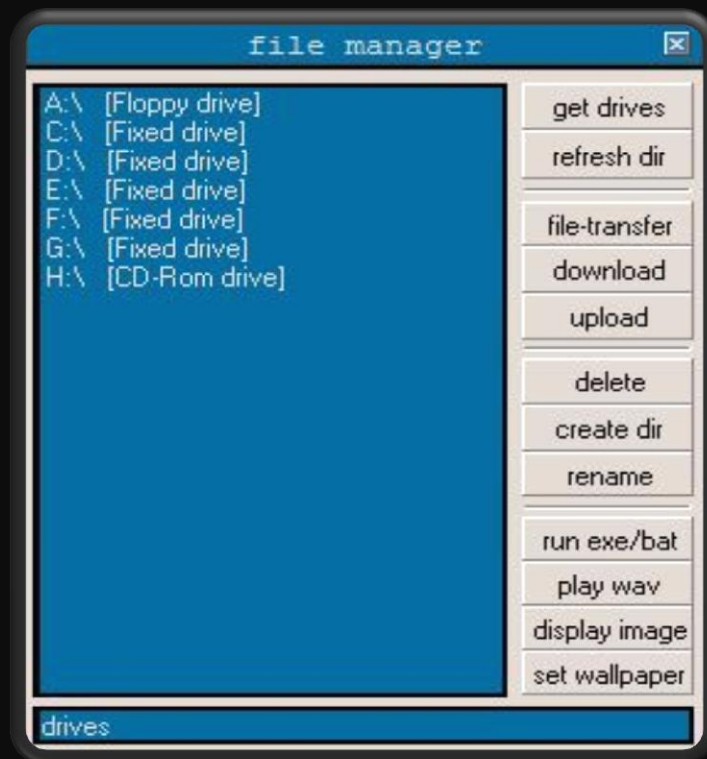 file manager
A:\ [Floppy drive]
C:\ [Fixed drive]
D:\ [Fixed drive]
E:\ [Fixed drive]
F:\ [Fixed drive]
G:\ [Fixed drive]
H:\ [CD-Rom drive]
get drives
refresh dir
file-transfer
download
upload
delete
create dir
rename
run exe/bat
play wav
display image
set wallpaper
drives